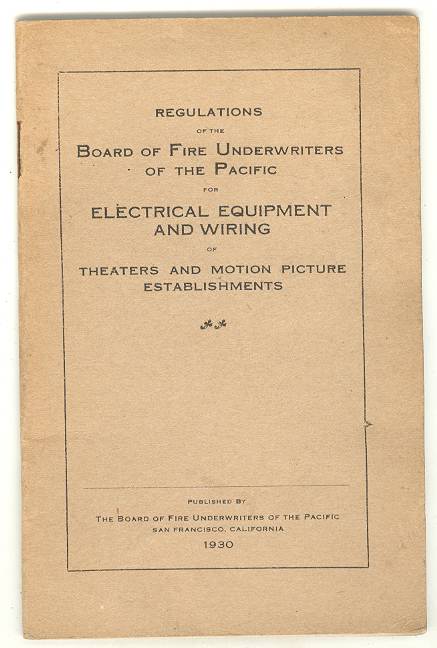 REGULATIONS
OF THE
BOARD OF FIRE UNDERWRITERS
OF THE PACIFIC
FOR
ELECTRICAL EQUIPMENT
AND WIRING
OF
THEATERS AND MOTION PICTURE
ESTABLISHMENTS
PUBLISHED BY
THE BOARD OF FIRE UNDERWRITERS OF THE PACIFIC
SAN FRANCISCO, CALIFORNIA
1930